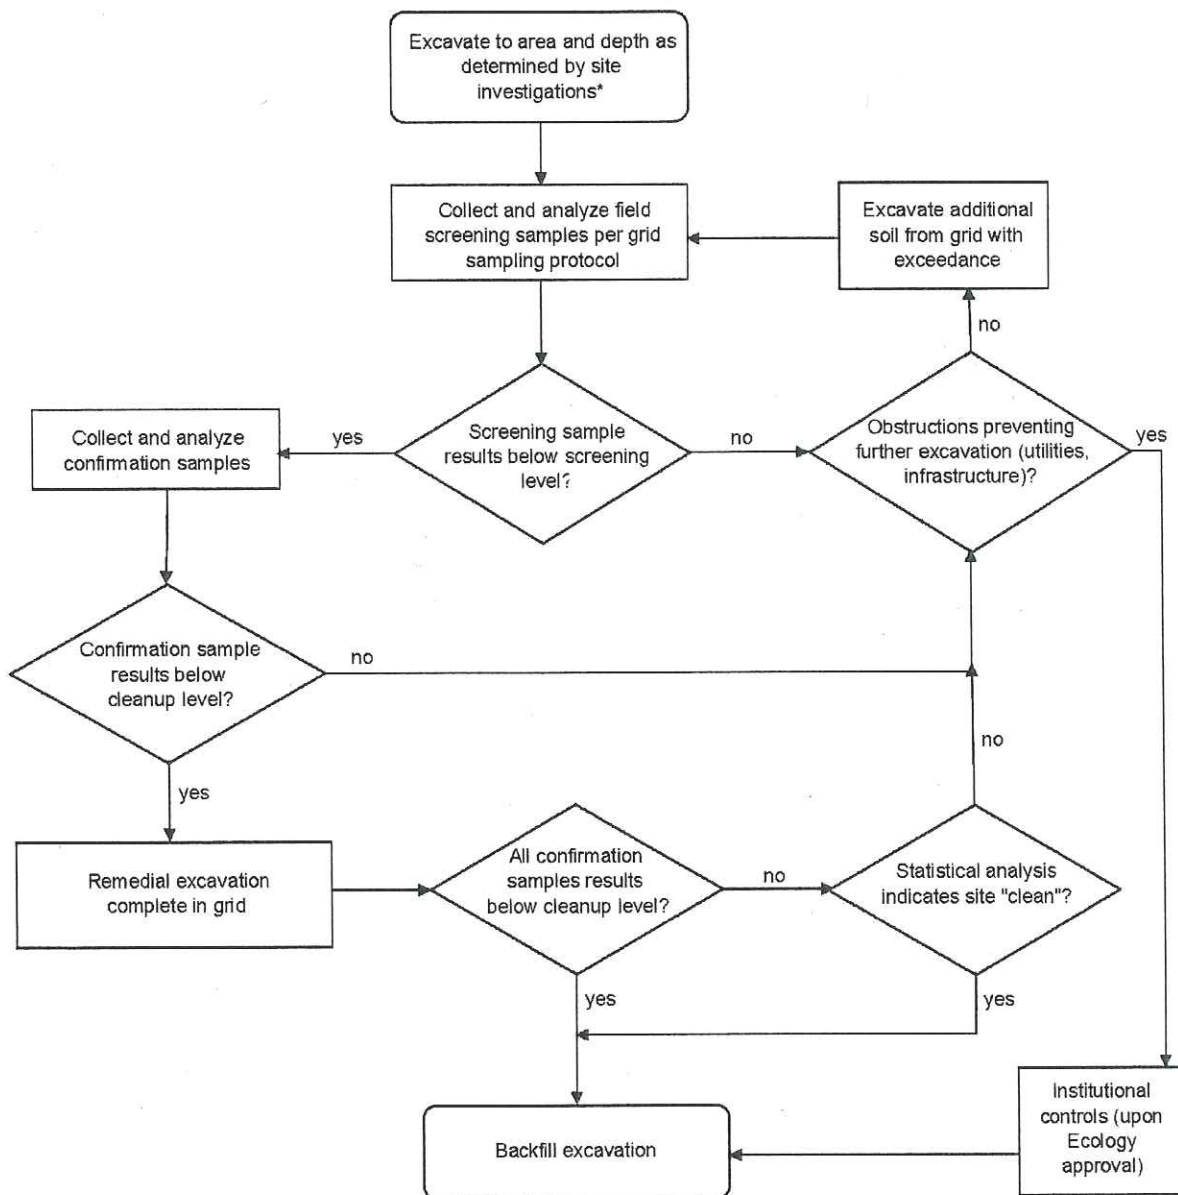 Excavate to area and depth as
determined by site
investigations*
Collect and analyze field
screening samples per grid
sampling protocol
Excavate additional
soil from grid with
exceedance
no
Collect and analyze
confirmation samples
yes
Screening sample
results below screening
level?
no
Obstructions preventing
further excavation (utilities,
infrastructure)?
yes
Confirmation sample
results below
cleanup level?
no
no
yes
Remedial excavation
complete in grid
All confirmation
samples results
below cleanup level?
no
Statistical analysis
indicates site "clean"?
yes
yes
Institutional
controls (upon
Ecology
approval)
Backfill excavation